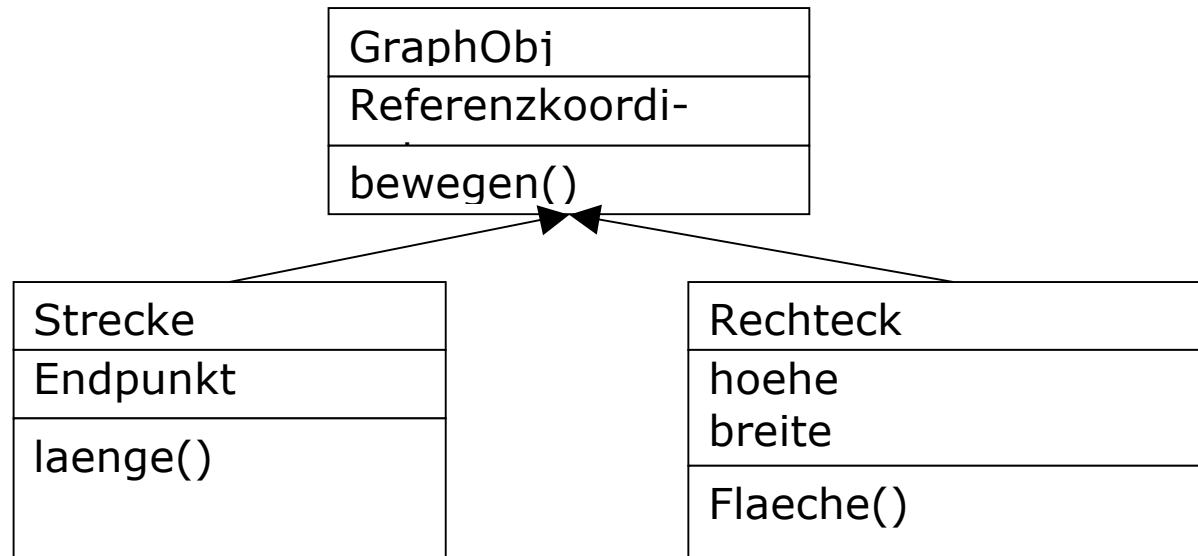 GraphObj
Referenzkoordi-
bewegen()
Strecke
Endpunkt
laenge()
Rechteck
hoehe
breite
Flaeche()